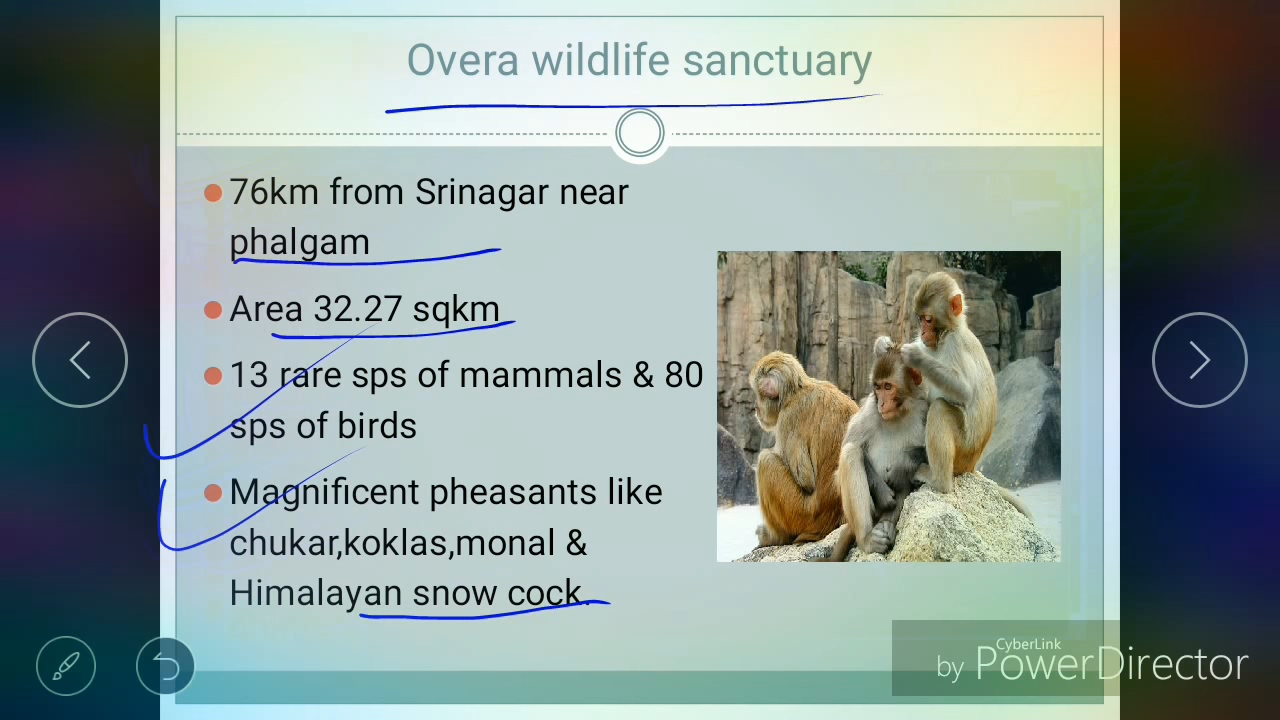 Overa wildlife sanctuary
76km from Srinagar near
phalgam
Area 32.27 sqkm
13 rare sps of mammals & 80
sps of birds
Magnificent pheasants like
chukar,koklas,monal &
Himalayan snow cock.
CyberLink
by PowerDirector